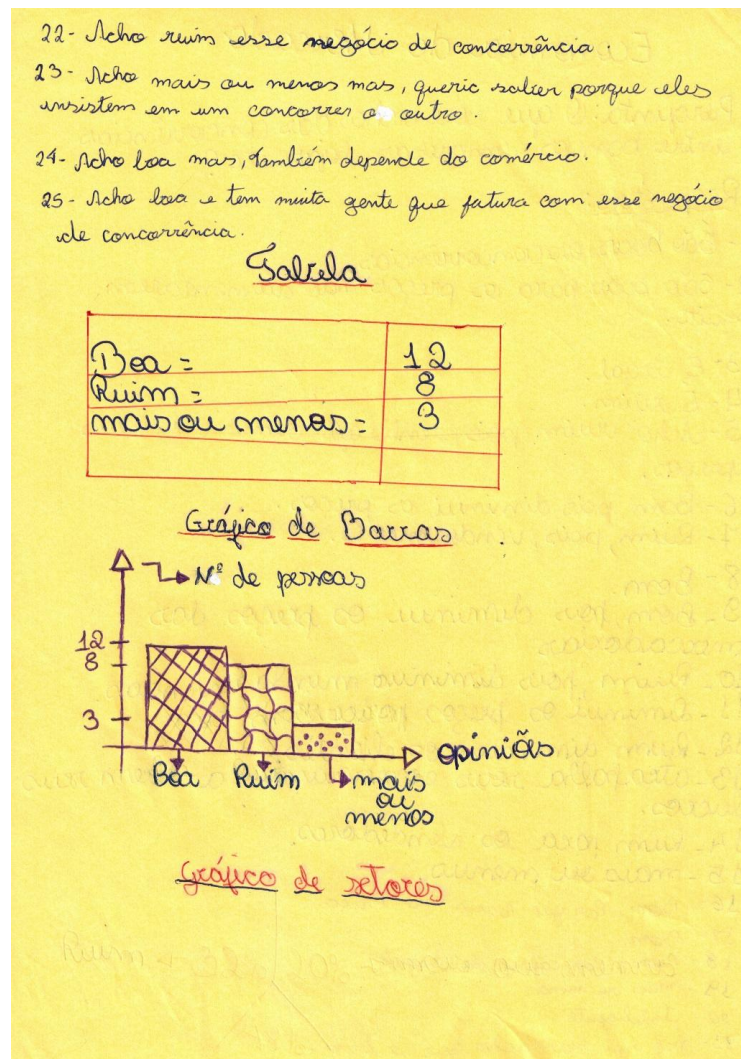 22- Acho ruim esse negócio de concorrência.
23- Acho mais ou menos mas, queria saber porque eles
insistem em um concorrer o outro.
24- Acho boa mas, também depende do comércio.
25- Acho boa e tem muita gente que fatura com esse negócio
de concorrência.
Tabela
Boa = 12
Ruim = 8
mais ou menos = 3
Gráfico de Barras
Nº de pessoas
12
8
3
opiniões
Boa Ruim mais
ou
menos
Gráfico de setores